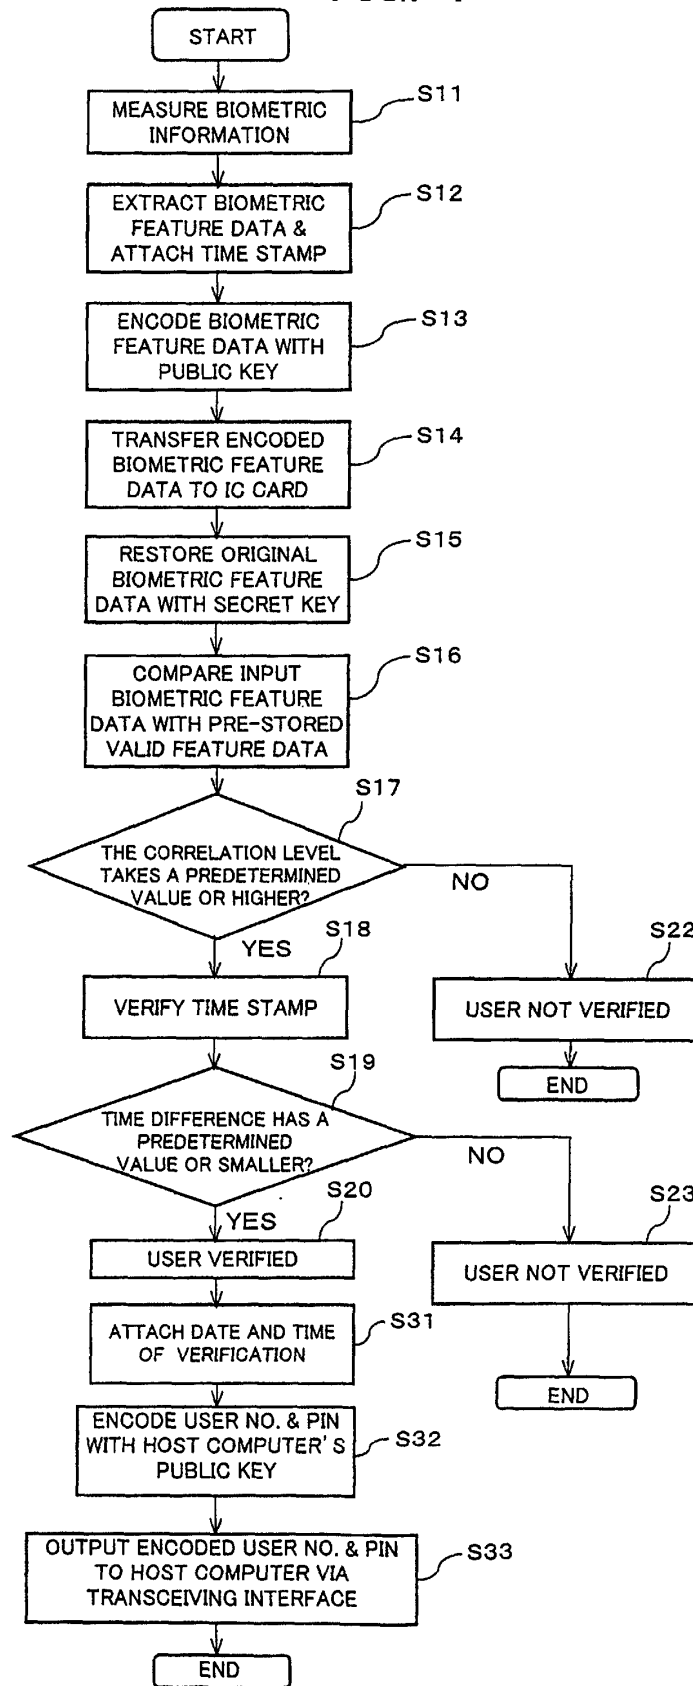 START
S11
MEASURE BIOMETRIC
INFORMATION
S12
EXTRACT BIOMETRIC
FEATURE DATA &
ATTACH TIME STAMP
S13
ENCODE BIOMETRIC
FEATURE DATA WITH
PUBLIC KEY
S14
TRANSFER ENCODED
BIOMETRIC FEATURE
DATA TO IC CARD
S15
RESTORE ORIGINAL
BIOMETRIC FEATURE
DATA WITH SECRET KEY
S16
COMPARE INPUT
BIOMETRIC FEATURE
DATA WITH PRE-STORED
VALID FEATURE DATA
S17
THE CORRELATION LEVEL
TAKES A PREDETERMINED
VALUE OR HIGHER?
NO
YES
S18
VERIFY TIME STAMP
S22
USER NOT VERIFIED
END
S19
TIME DIFFERENCE HAS A
PREDETERMINED
VALUE OR SMALLER?
NO
YES
S20
USER VERIFIED
S23
USER NOT VERIFIED
END
S31
ATTACH DATE AND TIME
OF VERIFICATION
S32
ENCODE USER NO. & PIN
WITH HOST COMPUTER'S
PUBLIC KEY
S33
OUTPUT ENCODED USER NO. & PIN
TO HOST COMPUTER VIA
TRANSCEIVING INTERFACE
END